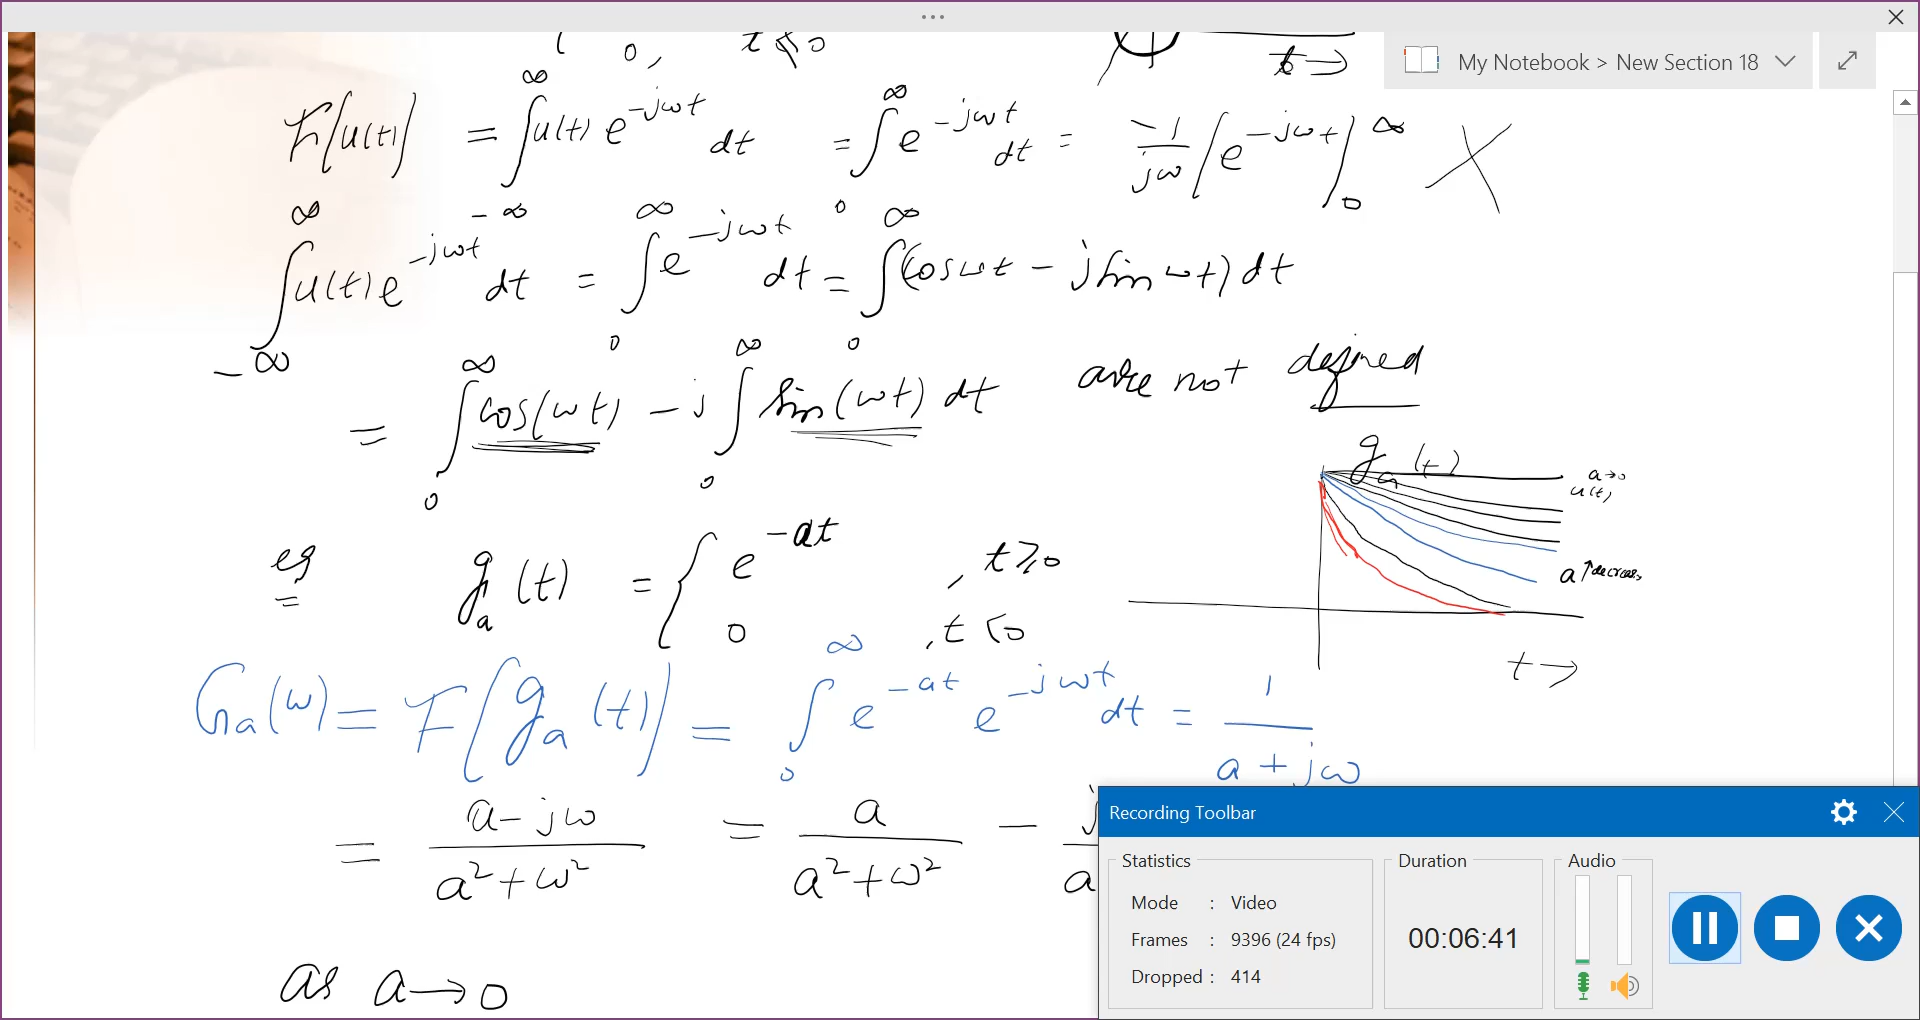 My Notebook > New Section 18
0, t<0
t→
F[u(t)] = ∫_{-∞}^{∞} u(t) e^{-jωt} dt = ∫_0^∞ e^{-jωt} dt = -1/jω [e^{-jωt}]_0^∞ X
∫_{-∞}^{∞} u(t) e^{-jωt} dt = ∫_0^∞ e^{-jωt} dt = ∫_0^∞ (cosωt - j sin ωt) dt
= ∫_0^∞ cos(ωt) - j ∫_0^∞ sin(ωt) dt are not defined
g_a(t)
a→0
u(t)
a↑decreas
t→
eg g_a(t) = { e^{-at}, t≥0
0, t<0
G_a(ω) = F[g_a(t)] = ∫_0^∞ e^{-at} e^{-jωt} dt = 1/(a+jω)
= (a-jω)/(a²+ω²) = a/(a²+ω²) - j
a
as a→0
Recording Toolbar
Statistics
Mode : Video
Frames : 9396 (24 fps)
Dropped : 414
Duration
00:06:41
Audio